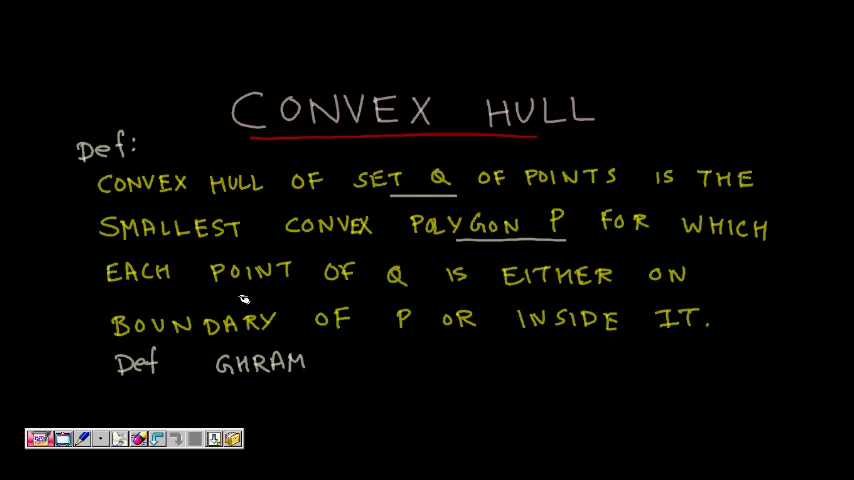 CONVEX HULL
Def:
CONVEX HULL OF SET Q OF POINTS IS THE
SMALLEST CONVEX POLYGON P FOR WHICH
EACH POINT OF Q IS EITHER ON
BOUNDARY OF P OR INSIDE IT.
Def GHRAM